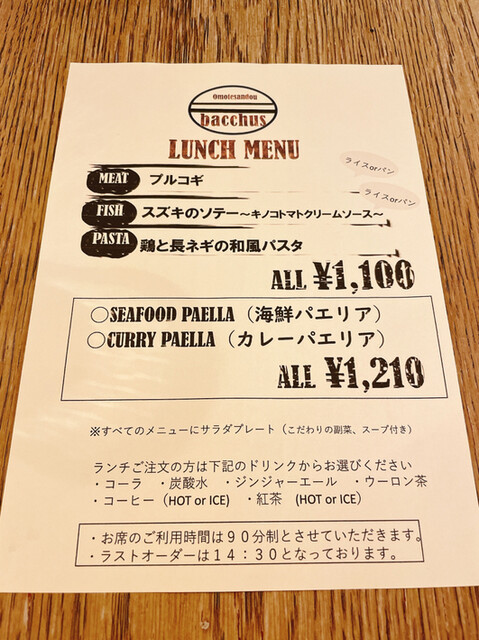 Omotesandou
bacchus
LUNCH MENU
ライスorパン
MEAT プルコギ
ライスorパン
FISH スズキのソテー～キノコトマトクリームソース～
PASTA 鶏と長ネギの和風パスタ
ALL ¥1,100
○SEAFOOD PAELLA（海鮮パエリア）
○CURRY PAELLA（カレーパエリア）
ALL ¥1,210
※すべてのメニューにサラダプレート（こだわりの副菜、スープ付き）
ランチご注文の方は下記のドリンクからお選びください
・コーラ ・炭酸水 ・ジンジャーエール ・ウーロン茶
・コーヒー（HOT or ICE） ・紅茶 (HOT or ICE）
・お席のご利用時間は９０分制とさせていただきます。
・ラストオーダーは１４：３０となっております。